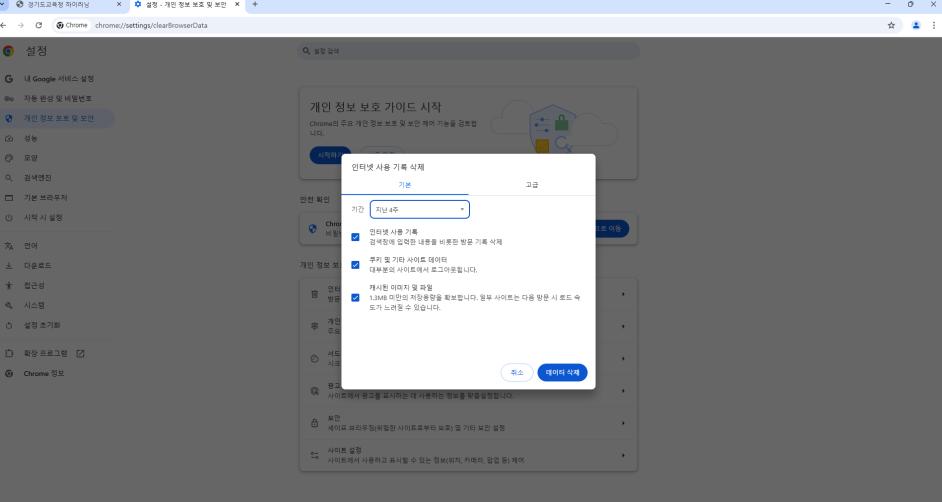 경기도교육청 하이러닝
설정 - 개인 정보 보호 및 보안
Chrome
chrome://settings/clearBrowserData
설정
설정 검색
내 Google 서비스 설정
자동 완성 및 비밀번호
개인 정보 보호 및 보안
성능
모양
검색엔진
기본 브라우저
시작 시 설정
언어
다운로드
접근성
시스템
설정 초기화
확장 프로그램
Chrome 정보
개인 정보 보호 가이드 시작
Chrome의 주요 개인 정보 보호 및 보안 제어 기능을 검토합
니다.
시작하기
안전 확인
Chrom
비밀번
으로 이동
개인 정보 보
인터넷 사용 기록 삭제
기본
고급
기간
지난 4주
인터넷 사용 기록
검색창에 입력한 내용을 비롯한 방문 기록 삭제
쿠키 및 기타 사이트 데이터
대부분의 사이트에서 로그아웃됩니다.
캐시된 이미지 및 파일
1.3MB 미만의 저장용량을 확보합니다. 일부 사이트는 다음 방문 시 로드 속
도가 느려질 수 있습니다.
취소
데이터 삭제
인터
방문
개인
주요
서드
시크
광고
사이트에서 광고를 표시하는 데 사용하는 정보를 맞춤설정합니다.
보안
세이프 브라우징(위험한 사이트로부터 보호) 및 기타 보안 설정
사이트 설정
사이트에서 사용하고 표시할 수 있는 정보(위치, 카메라, 팝업 등) 제어